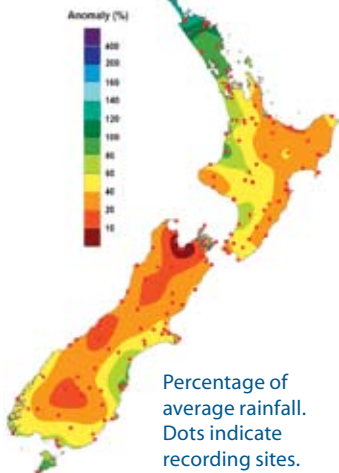 Anomaly (%)
400
200
160
140
120
100
80
60
40
20
10
Percentage of
average rainfall.
Dots indicate
recording sites.